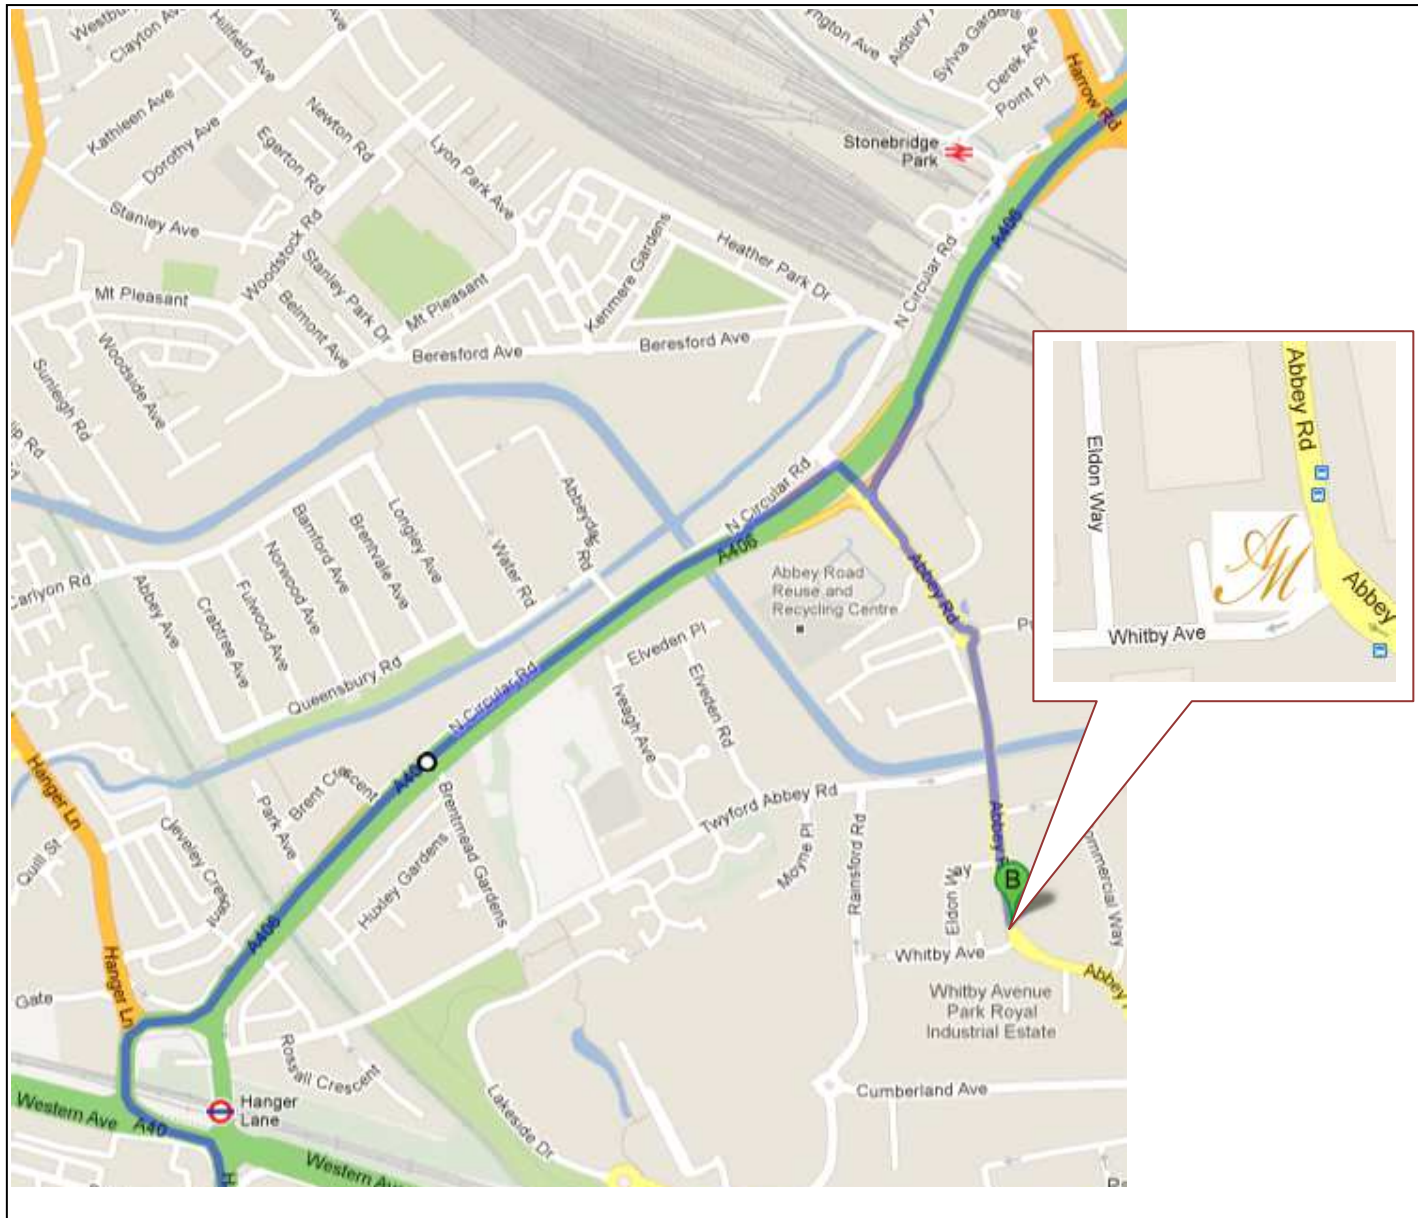 Clayton Ave
Hillfield Ave
Kathleen Ave
Dorothy Ave
Egerton Rd
Newton Rd
Lyon Park Ave
Stanley Ave
Woodstock Rd
Stanley Park Dr
Belmont Ave
Mt Pleasant
Mt Pleasant
Woodside Ave
Sunleigh Rd
Kenmere Gardens
Heather Park Dr
Beresford Ave
Beresford Ave
N Circular Rd
Aldbury
Sylvia Gardens
Derek Ave
Point Pl
Harrow Rd
Stonebridge
Park
A406
Carlyon Rd
Abbey Ave
Crabtree Ave
Fulwood Ave
Norwood Ave
Bamford Ave
Brentvale Ave
Longley Ave
Queensbury Rd
Water Rd
Rd
N Circular Rd
A406
Abbey Road
Reuse and
Recycling Centre
Abbey Rd
Elveden Pl
Elveden Rd
Iveagh Ave
N Circular Rd
Brent Crescent
Park Ave
Brentmead Gardens
Huxley Gardens
Twyford Abbey Rd
Moyne Pl
Rainsford Rd
Hanger Ln
Hanger Ln
Quill St
A406
Gate
Rossall Crescent
Hanger
Lane
Western Ave
A40
Western Ave
Lakeside Dr
Cumberland Ave
Whitby Ave
Eldon Way
Abbey
B
Whitby Avenue
Park Royal
Industrial Estate
Abbey
Abbey Rd
Eldon Way
AM
Abbey
Whitby Ave